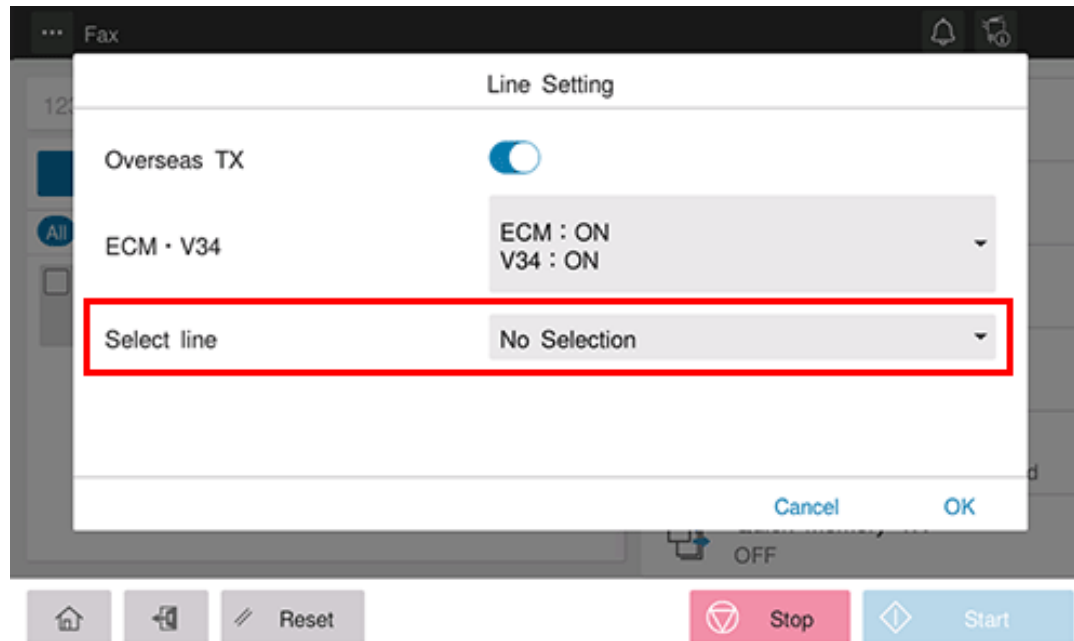 Fax
Line Setting
123
Overseas TX
All
ECM・V34
ECM：ON
V34：ON
Select line
No Selection
Cancel
OK
OFF
Reset
Stop
Start